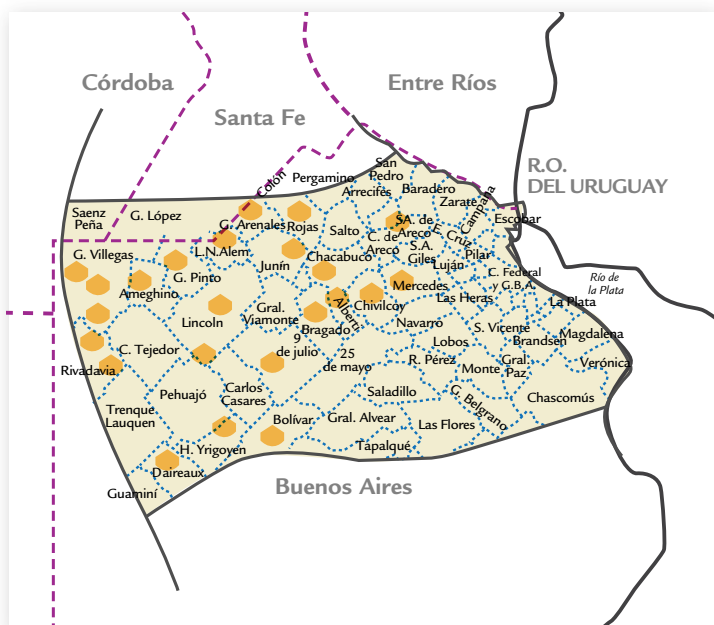 Córdoba
Entre Ríos
Santa Fe
R.O.
DEL URUGUAY
San
Pedro
Colón
Pergamino
Arrecifes
Baradero
Zarate
Campana
Escobar
Saenz
Peña
G. López
G. Arenales
Rojas
Salto
SA. de
Areco
E. Cruz
C. de
Areco
S.A.
Giles
Luján
Pilar
L.N.Alem
G. Villegas
Junín
Chacabuco
C. Federal
y G.B.A.
Río de
la Plata
G. Pinto
Ameghino
Mercedes
Las Heras
La Plata
Alberti
Chivilcoy
Lincoln
Gral.
Viamonte
Bragado
Navarro
S. Vicente
Brandsen
Magdalena
9
de julio
Lobos
C. Tejedor
25
de mayo
R. Pérez
Monte
Gral.
Paz
Verónica
Rivadavia
Pehuajó
Carlos
Casares
Saladillo
G. Belgrano
Chascomús
Trenque
Lauquen
Bolívar
Gral. Alvear
Las Flores
H. Yrigoyen
Tapalqué
Daireaux
Guaminí
Buenos Aires